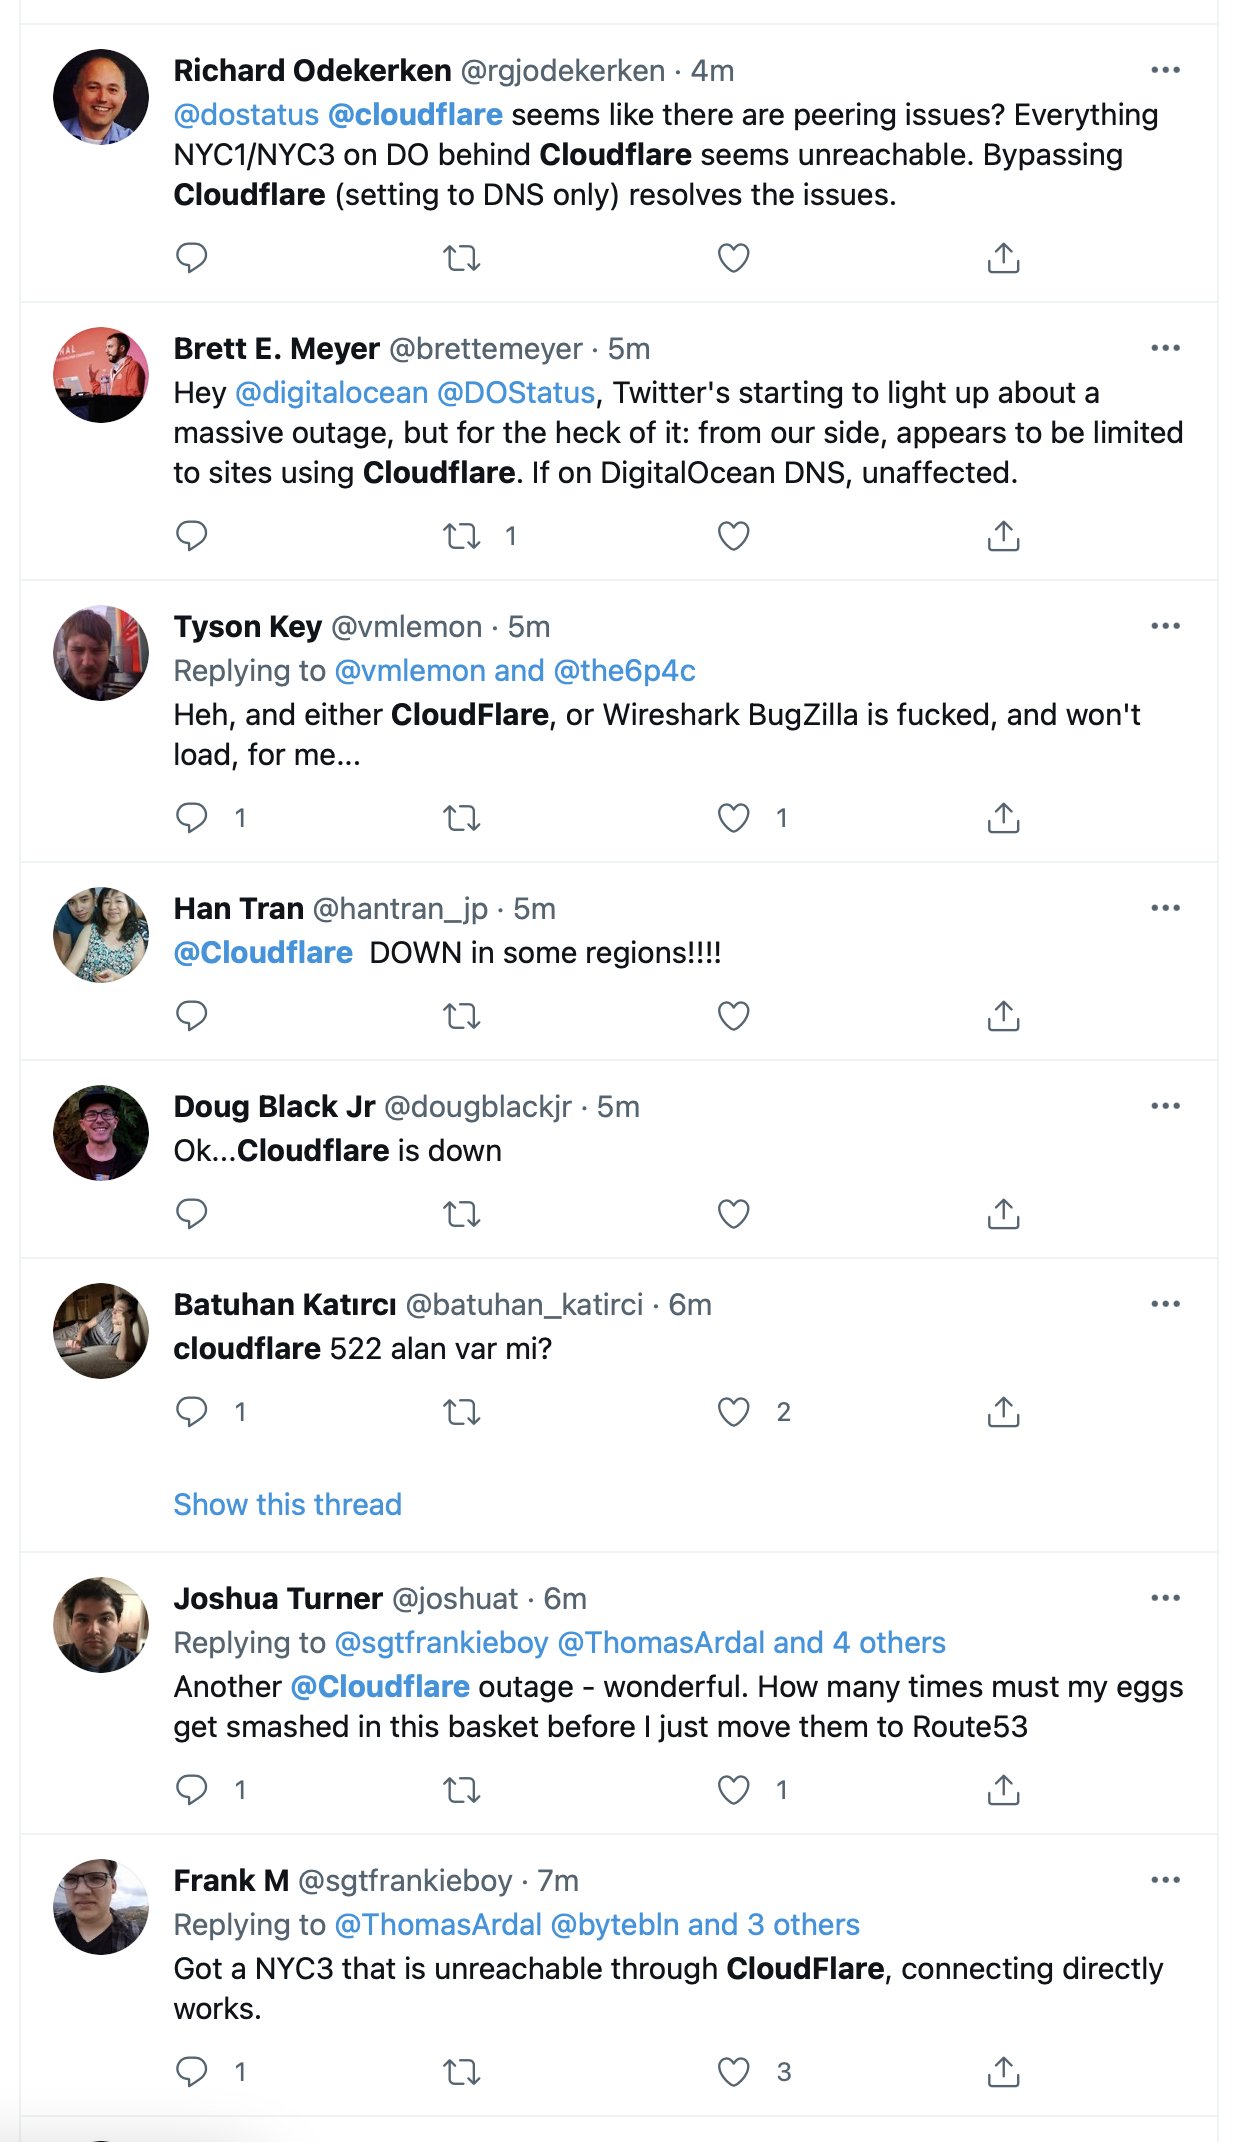 Richard Odekerken @rgjodekerken · 4m
@dostatus @cloudflare seems like there are peering issues? Everything
NYC1/NYC3 on DO behind Cloudflare seems unreachable. Bypassing
Cloudflare (setting to DNS only) resolves the issues.
Brett E. Meyer @brettemeyer · 5m
Hey @digitalocean @DOStatus, Twitter's starting to light up about a
massive outage, but for the heck of it: from our side, appears to be limited
to sites using Cloudflare. If on DigitalOcean DNS, unaffected.
1
Tyson Key @vmlemon · 5m
Replying to @vmlemon and @the6p4c
Heh, and either CloudFlare, or Wireshark BugZilla is fucked, and won't
load, for me...
1 1
Han Tran @hantran_jp · 5m
@Cloudflare DOWN in some regions!!!!
Doug Black Jr @dougblackjr · 5m
Ok...Cloudflare is down
Batuhan Katırcı @batuhan_katirci · 6m
cloudflare 522 alan var mi?
1 2
Show this thread
Joshua Turner @joshuat · 6m
Replying to @sgtfrankieboy @ThomasArdal and 4 others
Another @Cloudflare outage - wonderful. How many times must my eggs
get smashed in this basket before I just move them to Route53
1 1
Frank M @sgtfrankieboy · 7m
Replying to @ThomasArdal @bytebln and 3 others
Got a NYC3 that is unreachable through CloudFlare, connecting directly
works.
1 3